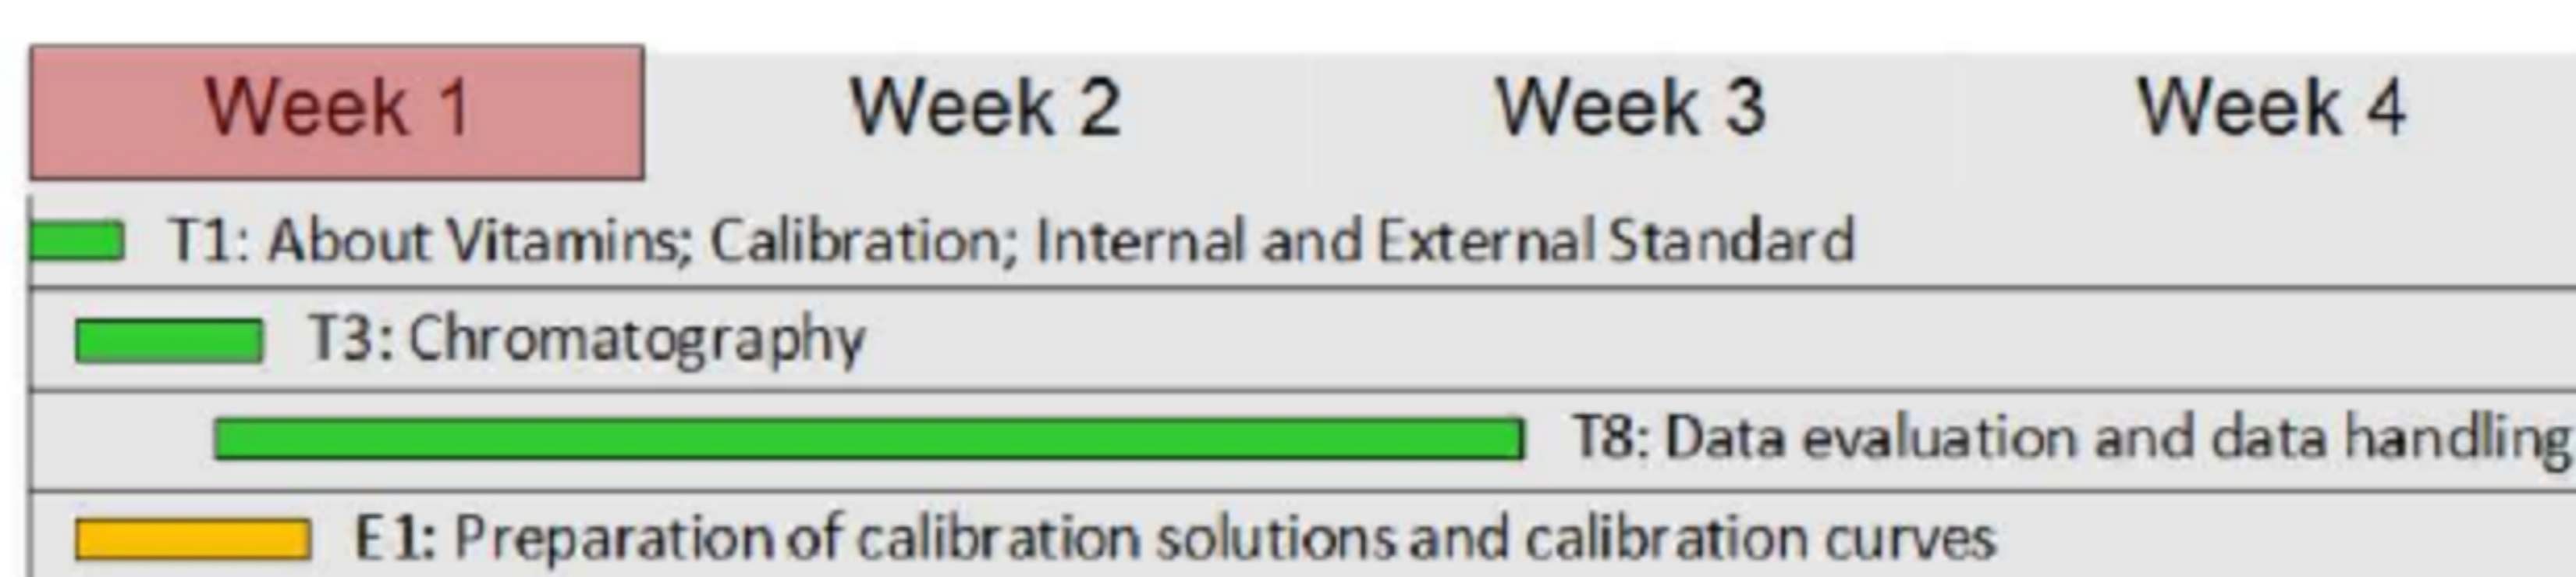 Week 1 Week 2 Week 3 Week 4
T1: About Vitamins; Calibration; Internal and External Standard
T3: Chromatography
T8: Data evaluation and data handling
E1: Preparation of calibration solutions and calibration curves